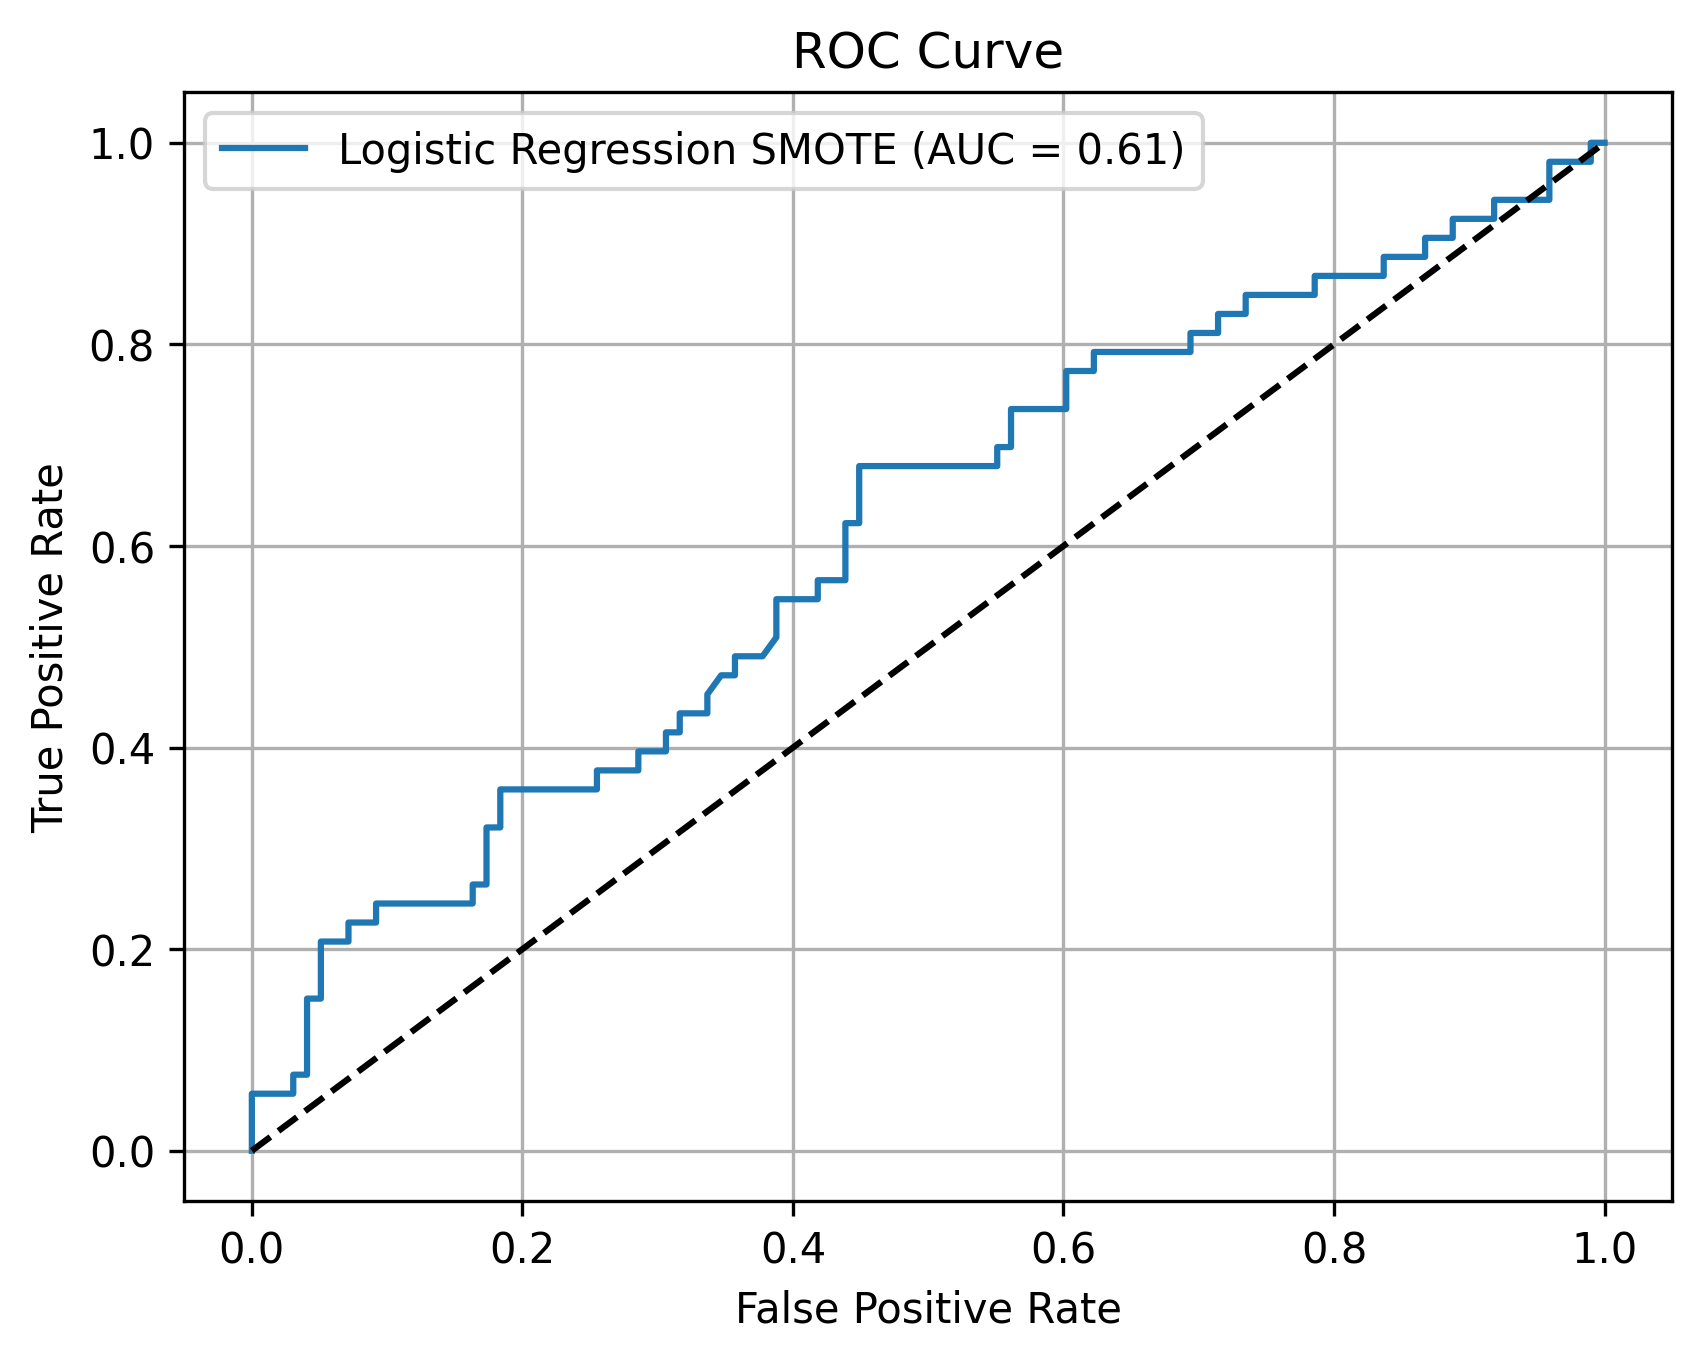 ROC Curve
Logistic Regression SMOTE (AUC = 0.61)
1.0
0.8
0.6
0.4
0.2
0.0
True Positive Rate
0.0 0.2 0.4 0.6 0.8 1.0
False Positive Rate